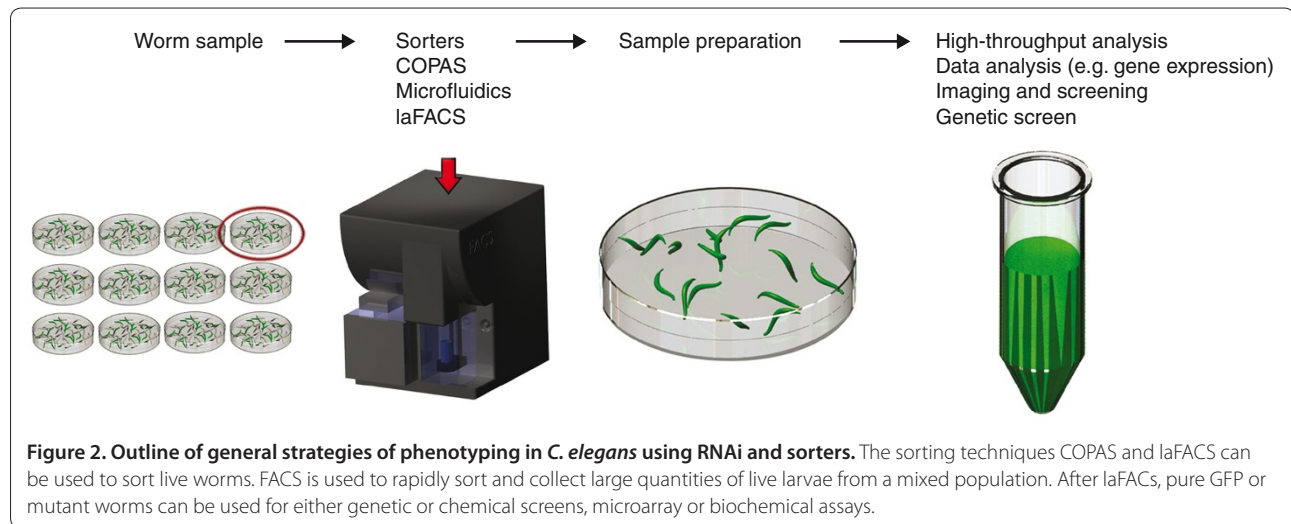 Worm sample
Sorters
COPAS
Microfluidics
laFACS
Sample preparation
High-throughput analysis
Data analysis (e.g. gene expression)
Imaging and screening
Genetic screen
FACS
Figure 2. Outline of general strategies of phenotyping in C. elegans using RNAi and sorters. The sorting techniques COPAS and laFACS can
be used to sort live worms. FACS is used to rapidly sort and collect large quantities of live larvae from a mixed population. After laFACs, pure GFP or
mutant worms can be used for either genetic or chemical screens, microarray or biochemical assays.